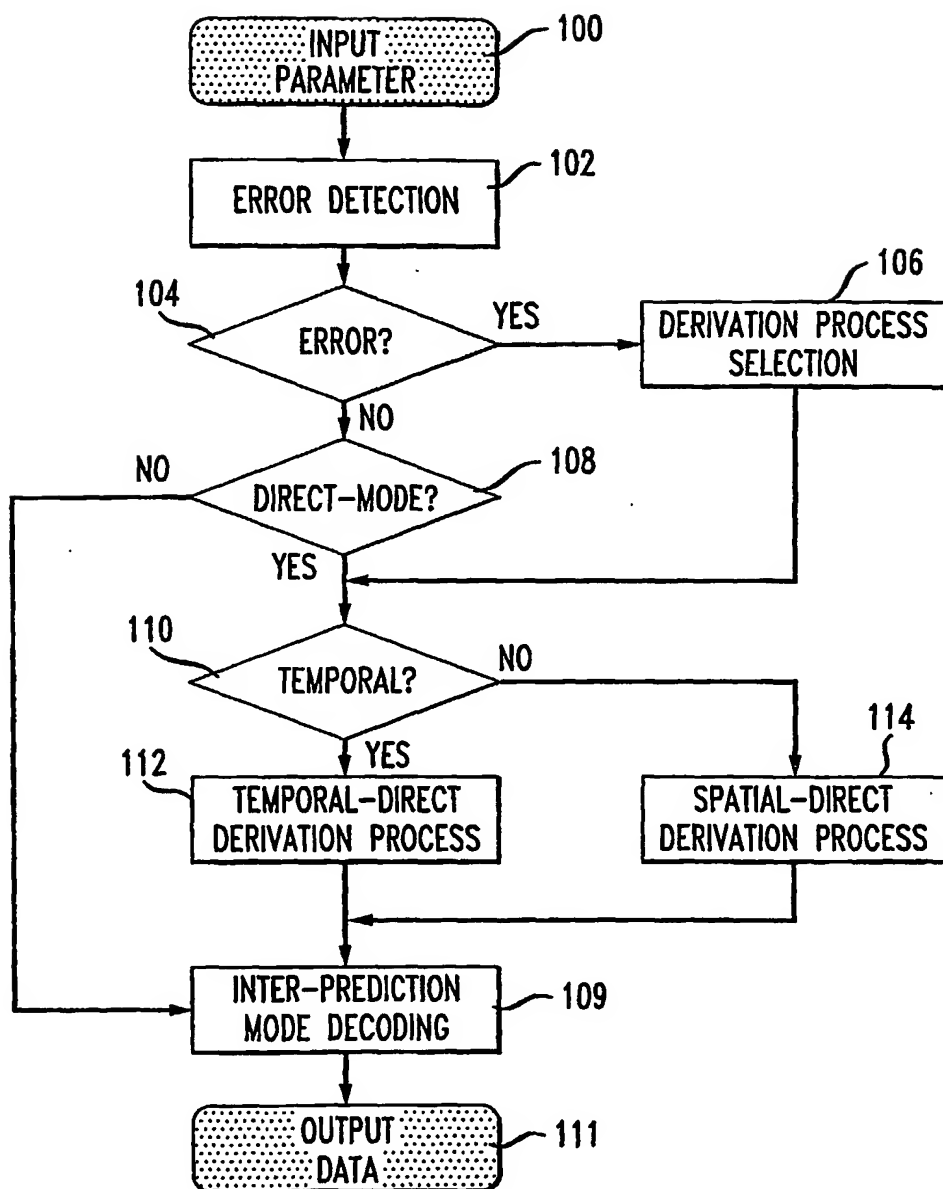 INPUT
PARAMETER
100
ERROR DETECTION
102
104
ERROR?
YES
106
DERIVATION PROCESS
SELECTION
NO
NO
DIRECT-MODE?
108
YES
110
TEMPORAL?
NO
YES
112
TEMPORAL-DIRECT
DERIVATION PROCESS
114
SPATIAL-DIRECT
DERIVATION PROCESS
INTER-PREDICTION
MODE DECODING
109
OUTPUT
DATA
111